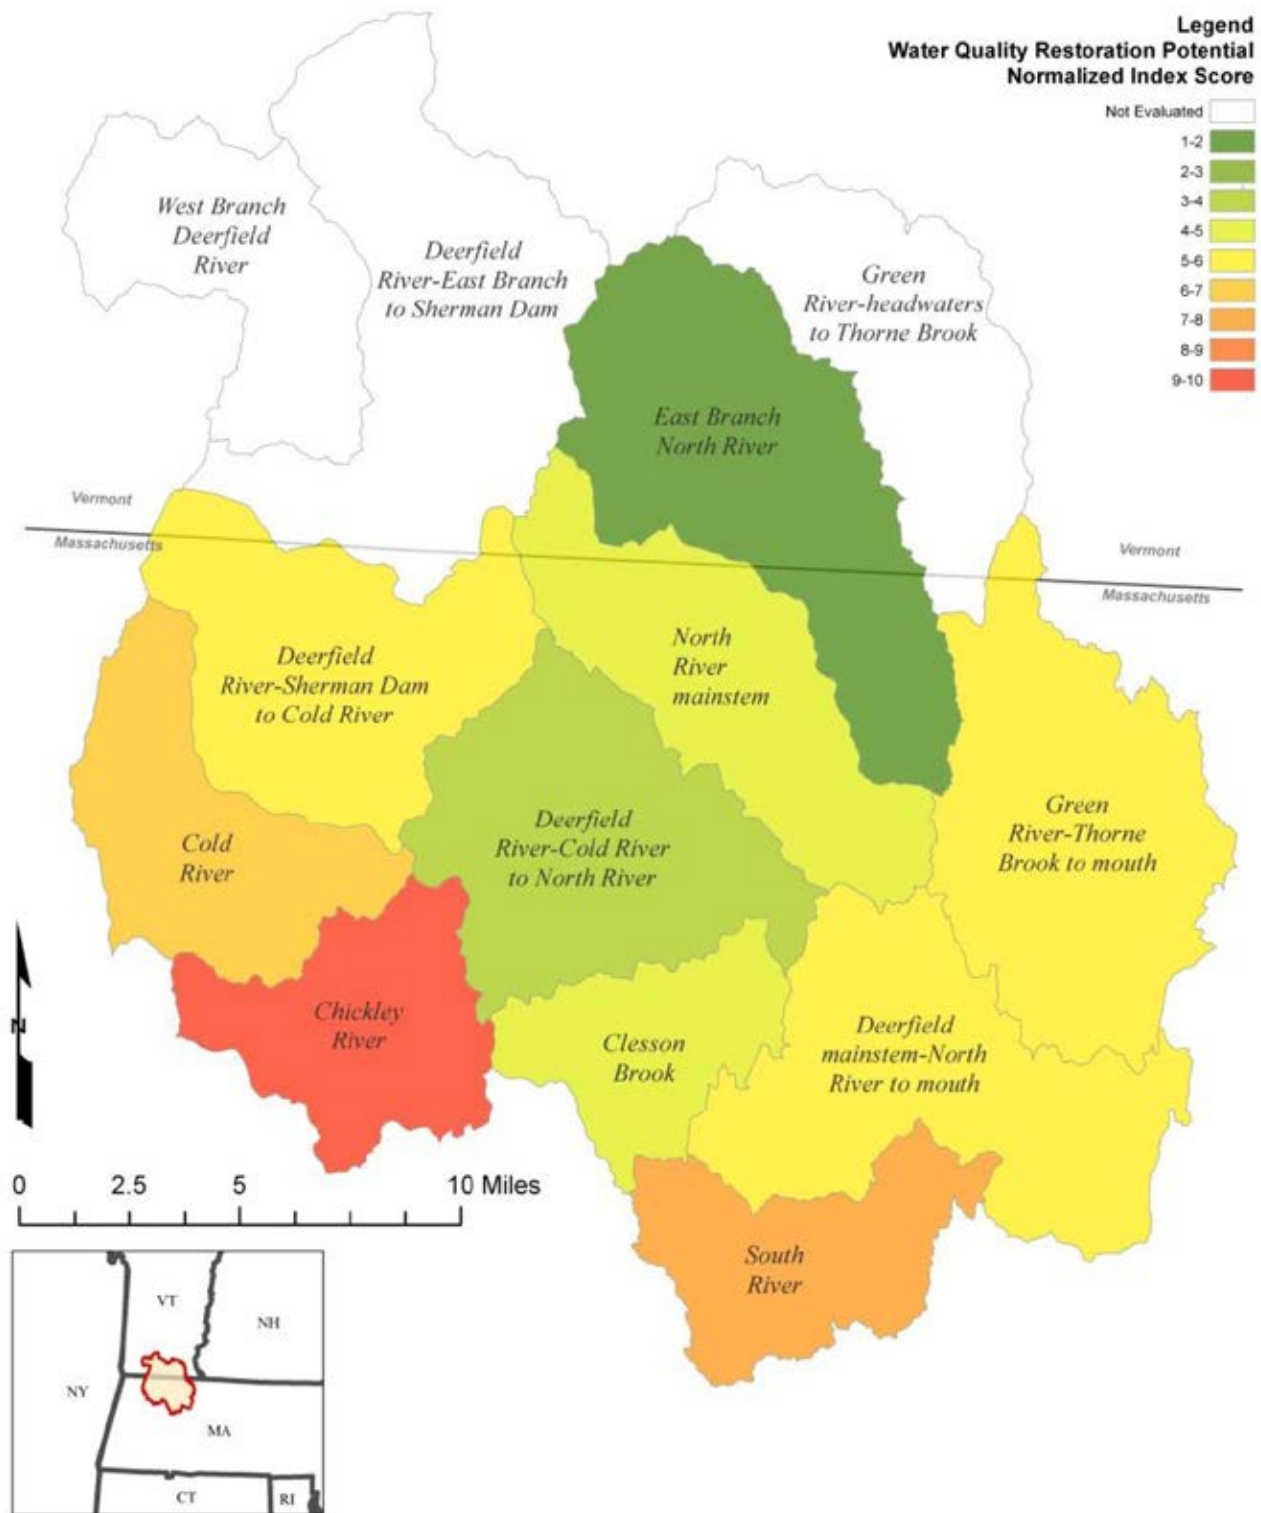 Legend
Water Quality Restoration Potential
Normalized Index Score
Not Evaluated
1-2
2-3
3-4
4-5
5-6
6-7
7-8
8-9
9-10
West Branch
Deerfield
River
Deerfield
River-East Branch
to Sherman Dam
Green
River-headwaters
to Thorne Brook
East Branch
North River
Vermont
Massachusetts
Vermont
Massachusetts
North
River
mainstem
Deerfield
River-Sherman Dam
to Cold River
Deerfield
River-Cold River
to North River
Green
River-Thorne
Brook to mouth
Cold
River
Chickley
River
Clesson
Brook
Deerfield
mainstem-North
River to mouth
South
River
N
0 2.5 5 10 Miles
VT
NH
NY
MA
CT
RI